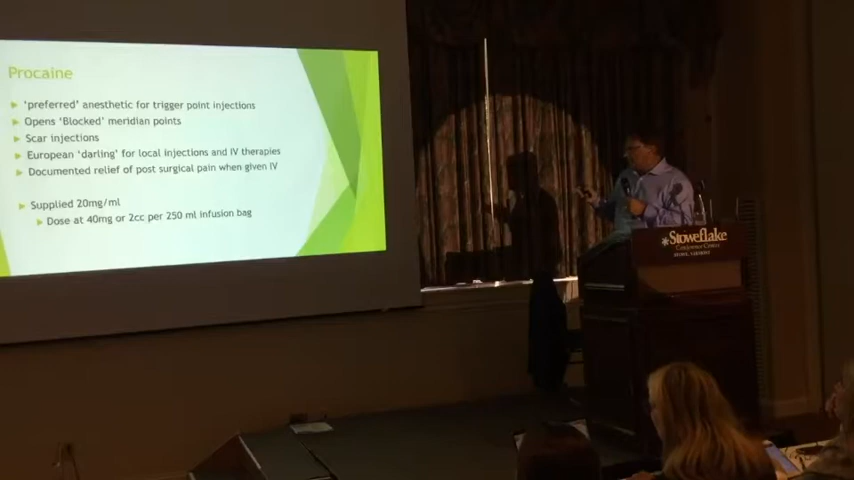 Procaine
'preferred' anesthetic for trigger point injections
Opens 'Blocked' meridian points
Scar injections
European 'darling' for local injections and IV therapies
Documented relief of post surgical pain when given IV
Supplied 20mg/ml
Dose at 40mg or 2cc per 250 ml infusion bag
Stoweflake
Conference Center